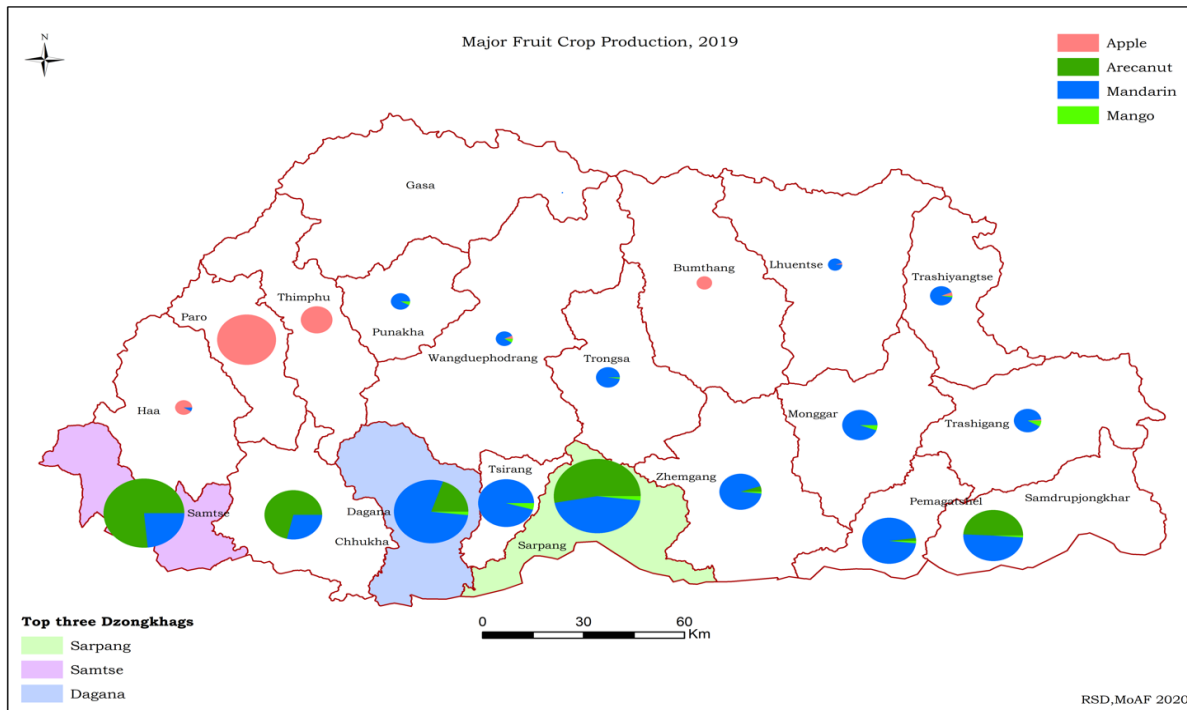 N
Major Fruit Crop Production, 2019
Apple
Arecanut
Mandarin
Mango
Gasa
Bumthang
Lhuentse
Trashiyangtse
Thimphu
Paro
Punakha
Wangduephodrang
Trongsa
Haa
Monggar
Trashigang
Tsirang
Zhemgang
Pemagatshel
Samdrupjongkhar
Samtse
Dagana
Chhukha
Sarpang
Top three Dzongkhags
Sarpang
Samtse
Dagana
0 30 60
Km
RSD,MoAF 2020